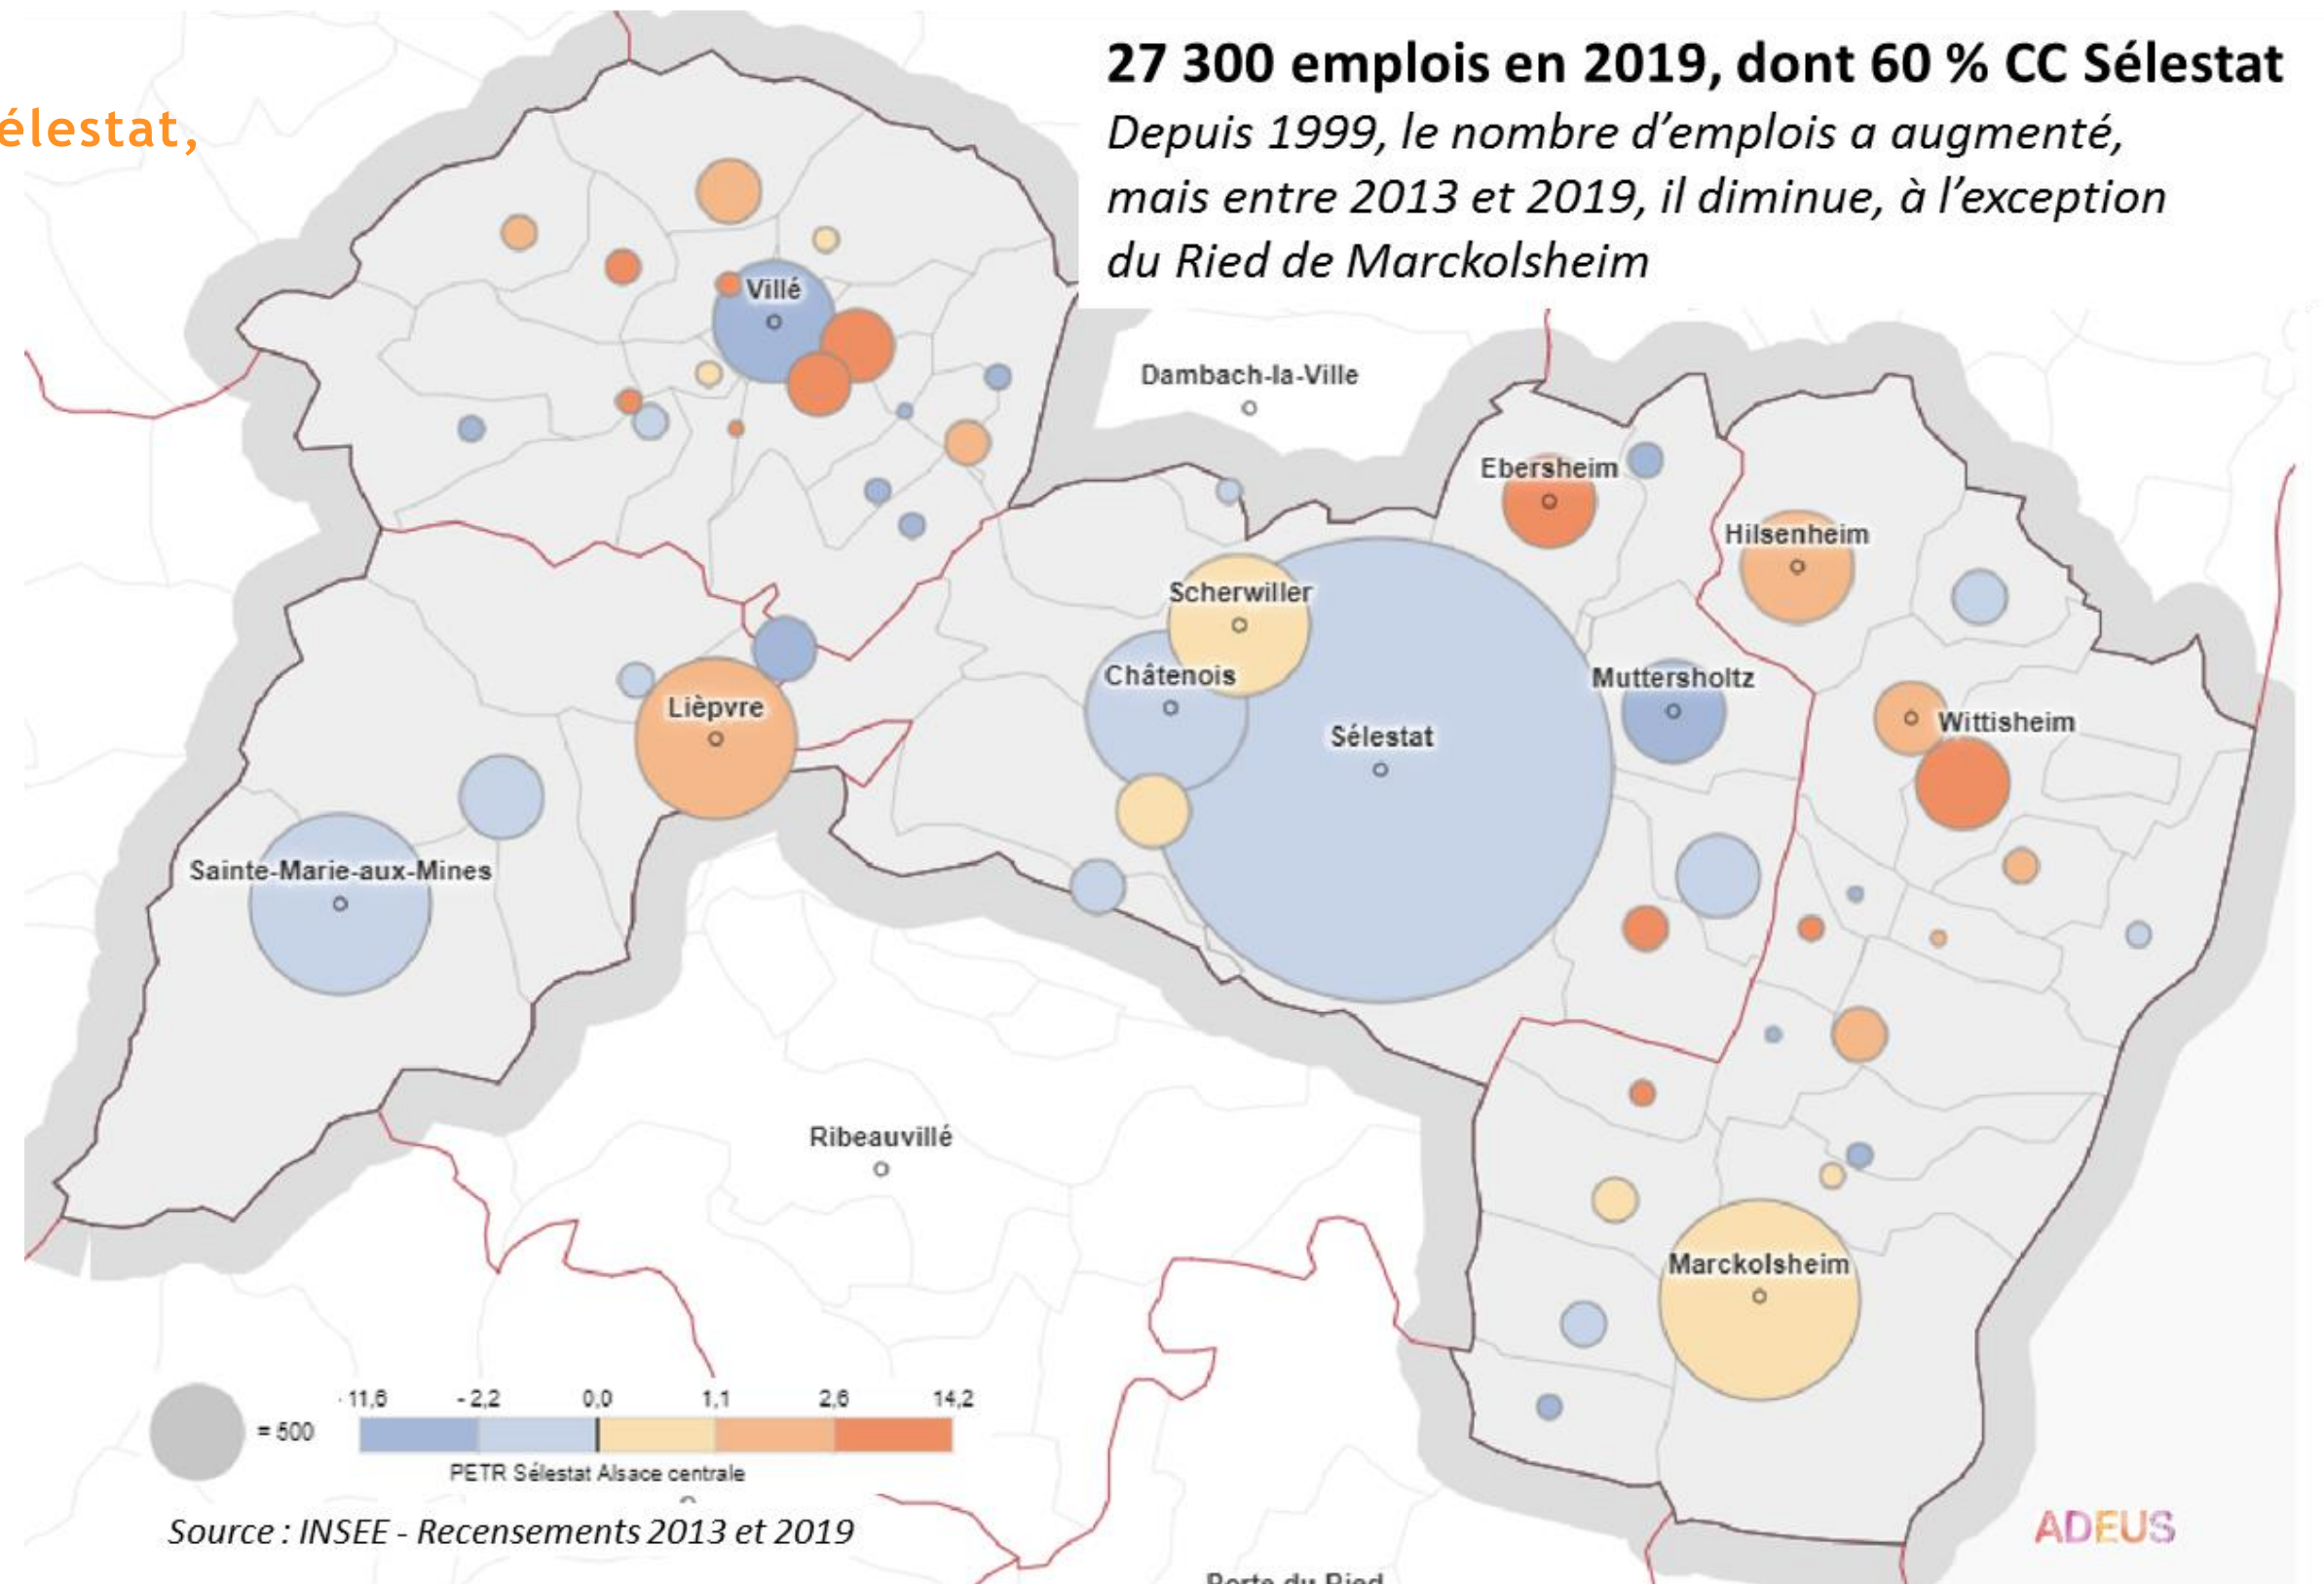 27 300 emplois en 2019, dont 60 % CC Sélestat
élestat,
Depuis 1999, le nombre d'emplois a augmenté,
mais entre 2013 et 2019, il diminue, à l'exception
du Ried de Marckolsheim
Villé
Dambach-la-Ville
Ebersheim
Hilsenheim
Scherwiller
Châtenois
Muttersholtz
Lièpvre
Wittisheim
Sélestat
Sainte-Marie-aux-Mines
Ribeauvillé
Marckolsheim
- 11,6 - 2,2 0,0 1,1 2,6 14,2
= 500
PETR Sélestat Alsace centrale
Source : INSEE - Recensements 2013 et 2019
ADEUS
Porte du Ried